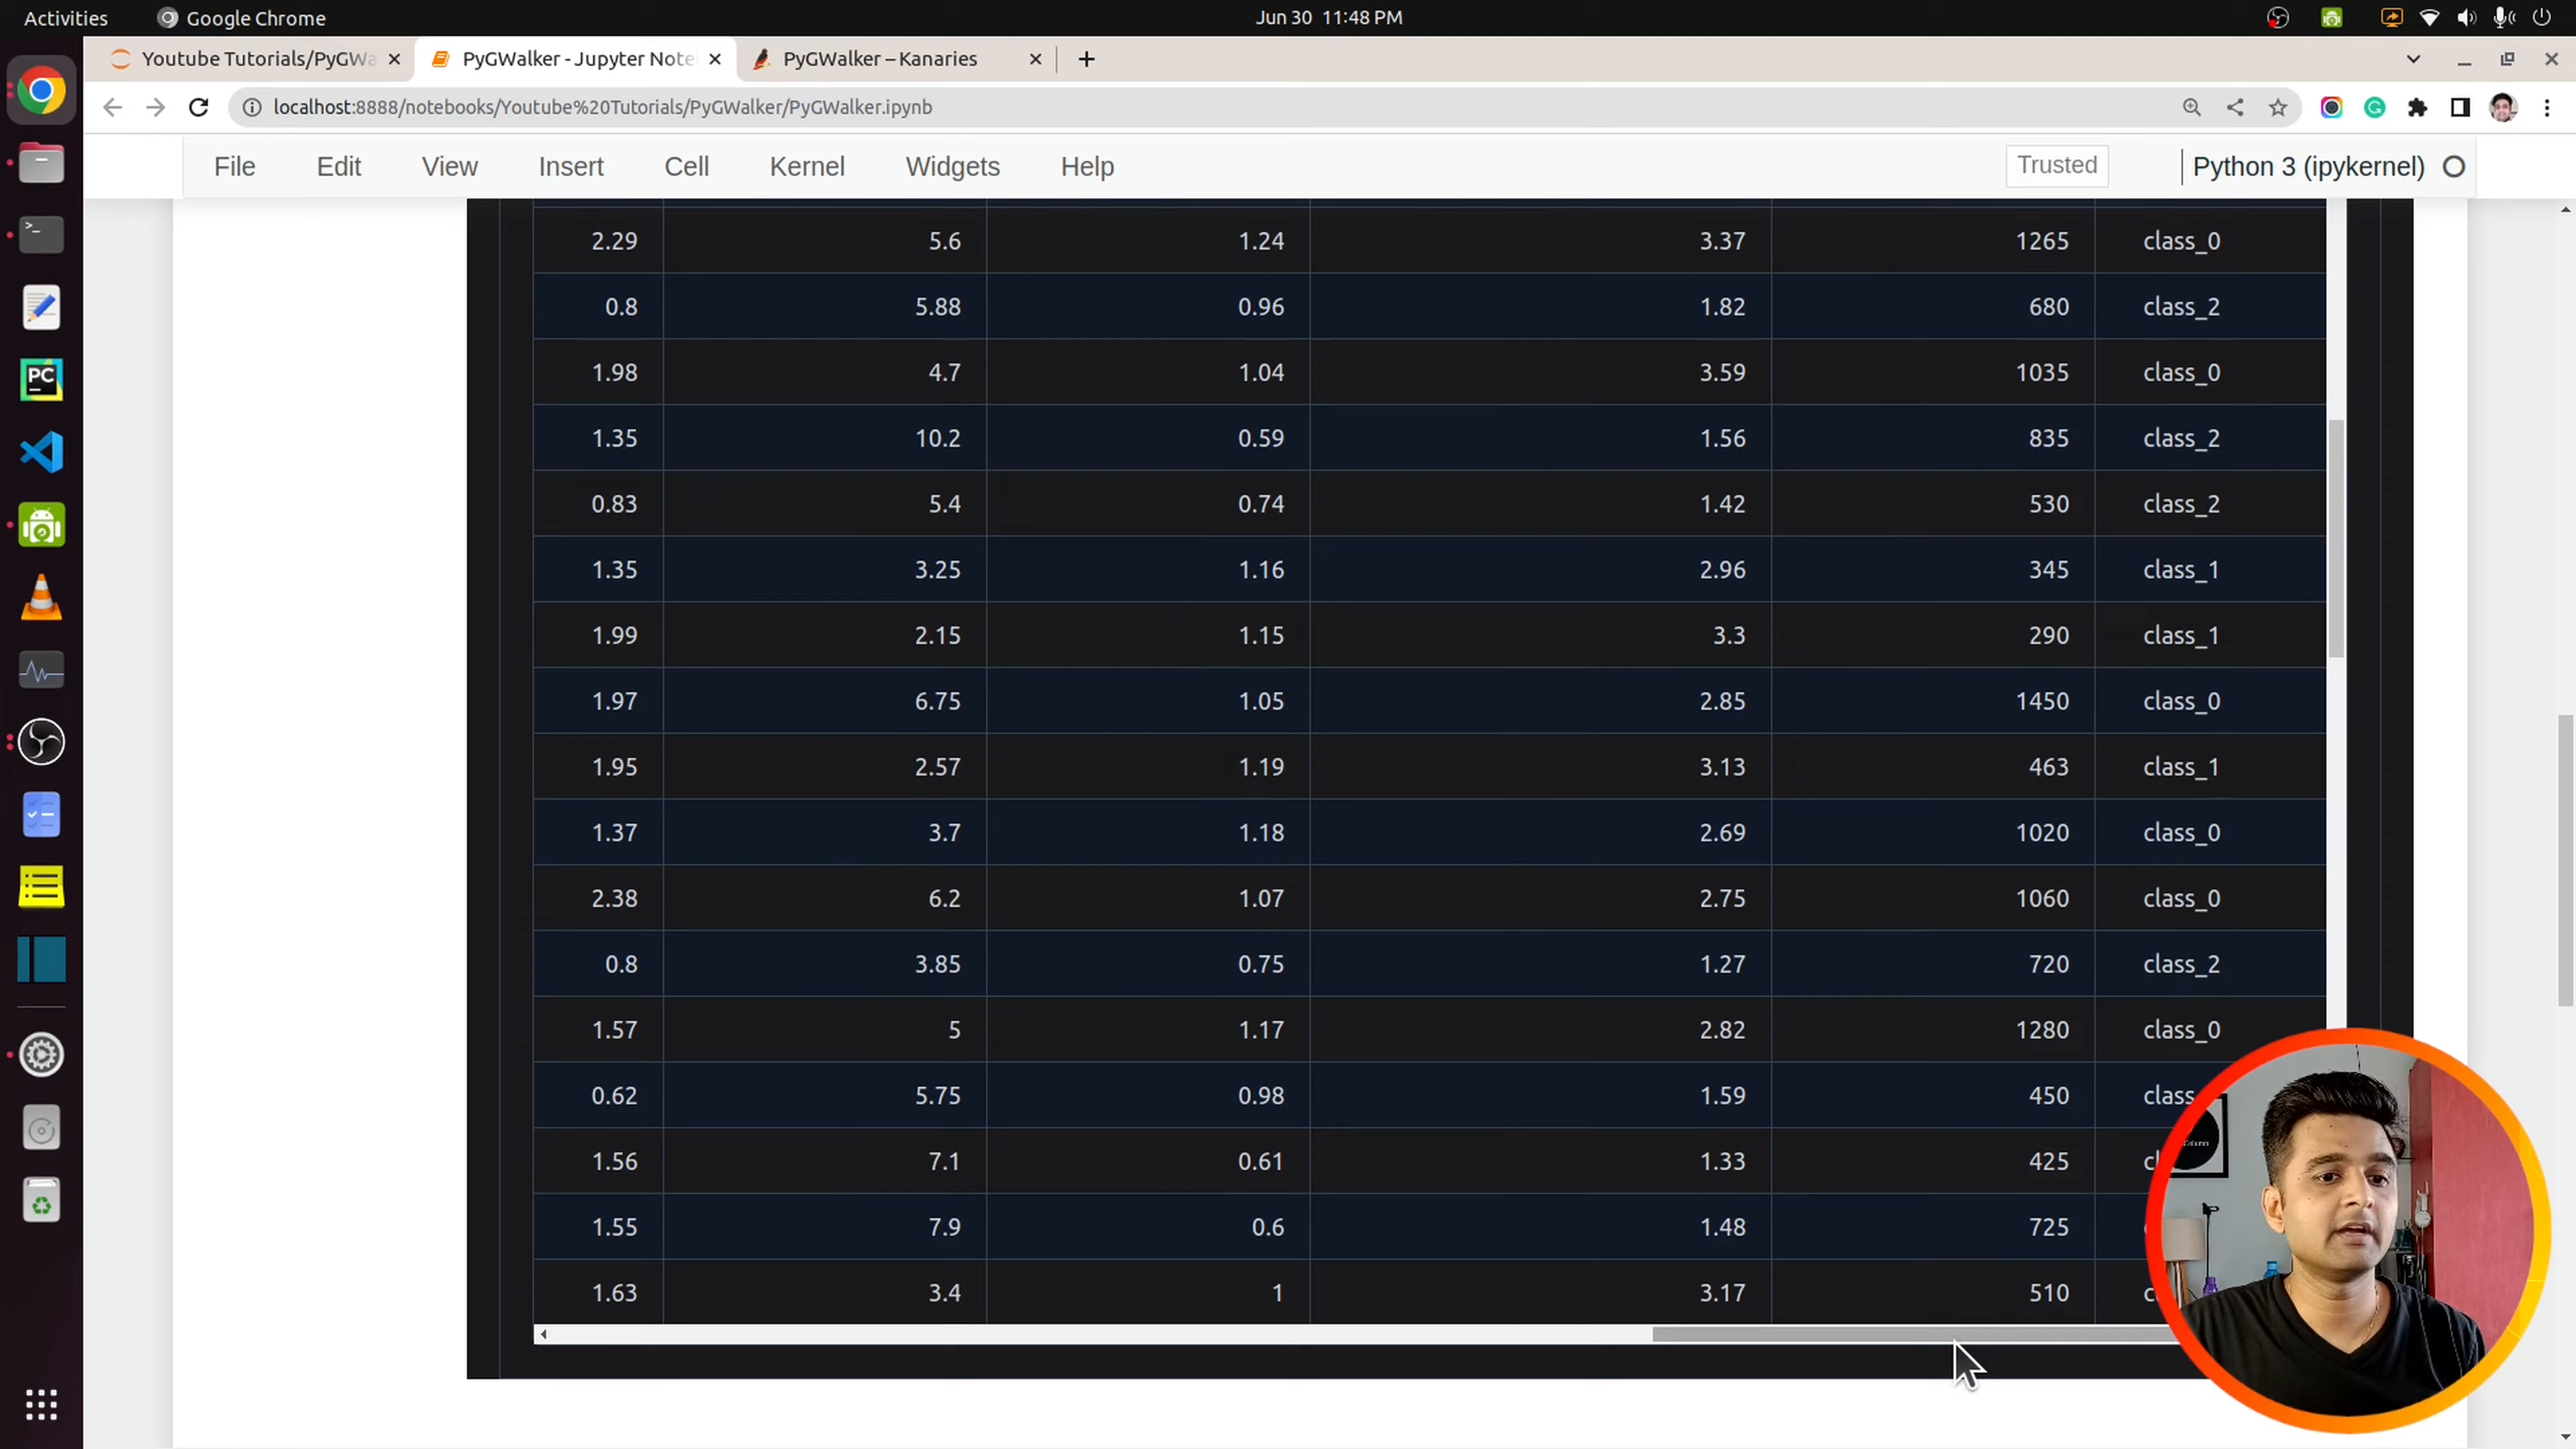 Activities Google Chrome Jun 30 11:48 PM
Youtube Tutorials/PyGWa PyGWalker - Jupyter Note PyGWalker – Kanaries
localhost:8888/notebooks/Youtube%20Tutorials/PyGWalker/PyGWalker.ipynb
File Edit View Insert Cell Kernel Widgets Help Trusted Python 3 (ipykernel)
2.29 5.6 1.24 3.37 1265 class_0
0.8 5.88 0.96 1.82 680 class_2
1.98 4.7 1.04 3.59 1035 class_0
1.35 10.2 0.59 1.56 835 class_2
0.83 5.4 0.74 1.42 530 class_2
1.35 3.25 1.16 2.96 345 class_1
1.99 2.15 1.15 3.3 290 class_1
1.97 6.75 1.05 2.85 1450 class_0
1.95 2.57 1.19 3.13 463 class_1
1.37 3.7 1.18 2.69 1020 class_0
2.38 6.2 1.07 2.75 1060 class_0
0.8 3.85 0.75 1.27 720 class_2
1.57 5 1.17 2.82 1280 class_0
0.62 5.75 0.98 1.59 450 class_
1.56 7.1 0.61 1.33 425
1.55 7.9 0.6 1.48 725
1.63 3.4 1 3.17 510
PC